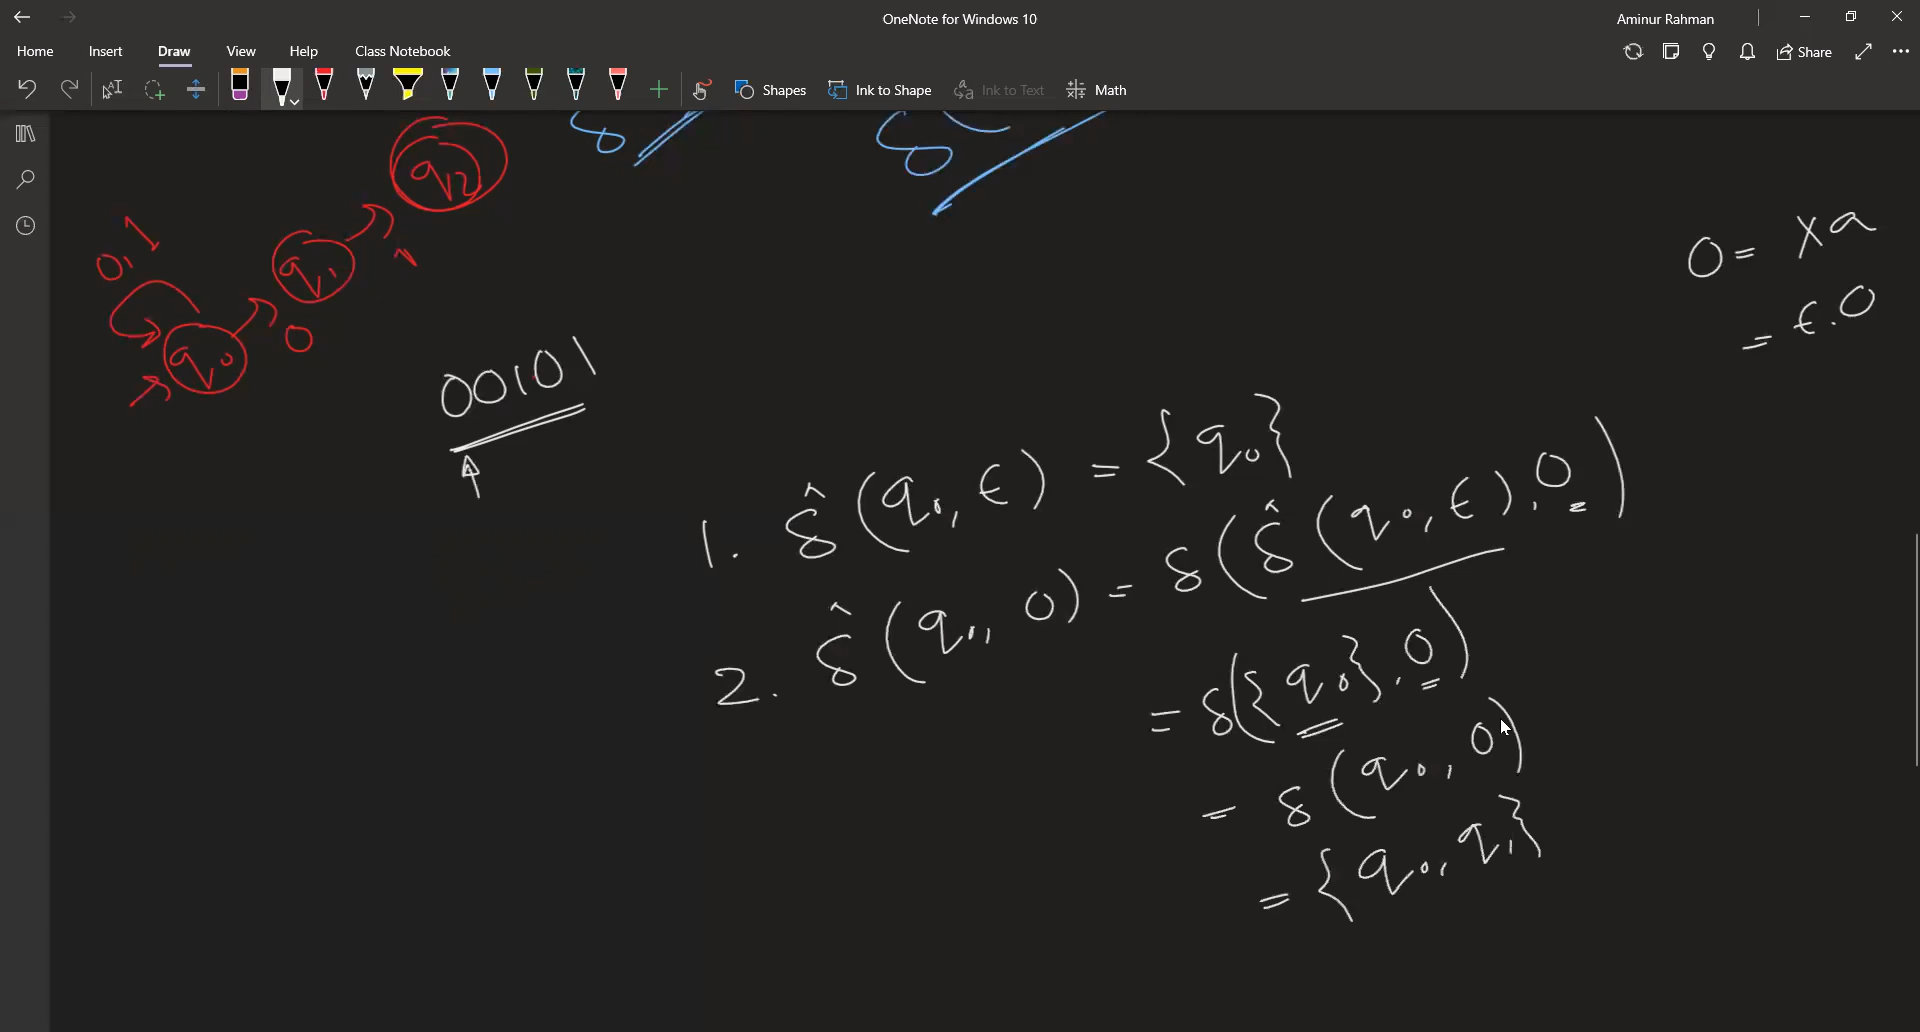 OneNote for Windows 10
Aminur Rahman
Home Insert Draw View Help Class Notebook
Share
Shapes Ink to Shape Ink to Text Math
δ δ
q2
0,1
q1
1
q0
0
00101
0 = xa
= ϵ.0
1. δ̂(q0, ϵ) = {q0}
2. δ̂(q0, 0) = δ(δ̂(q0, ϵ), 0)
= δ({q0}, 0)
= δ(q0, 0)
= {q0, q1}